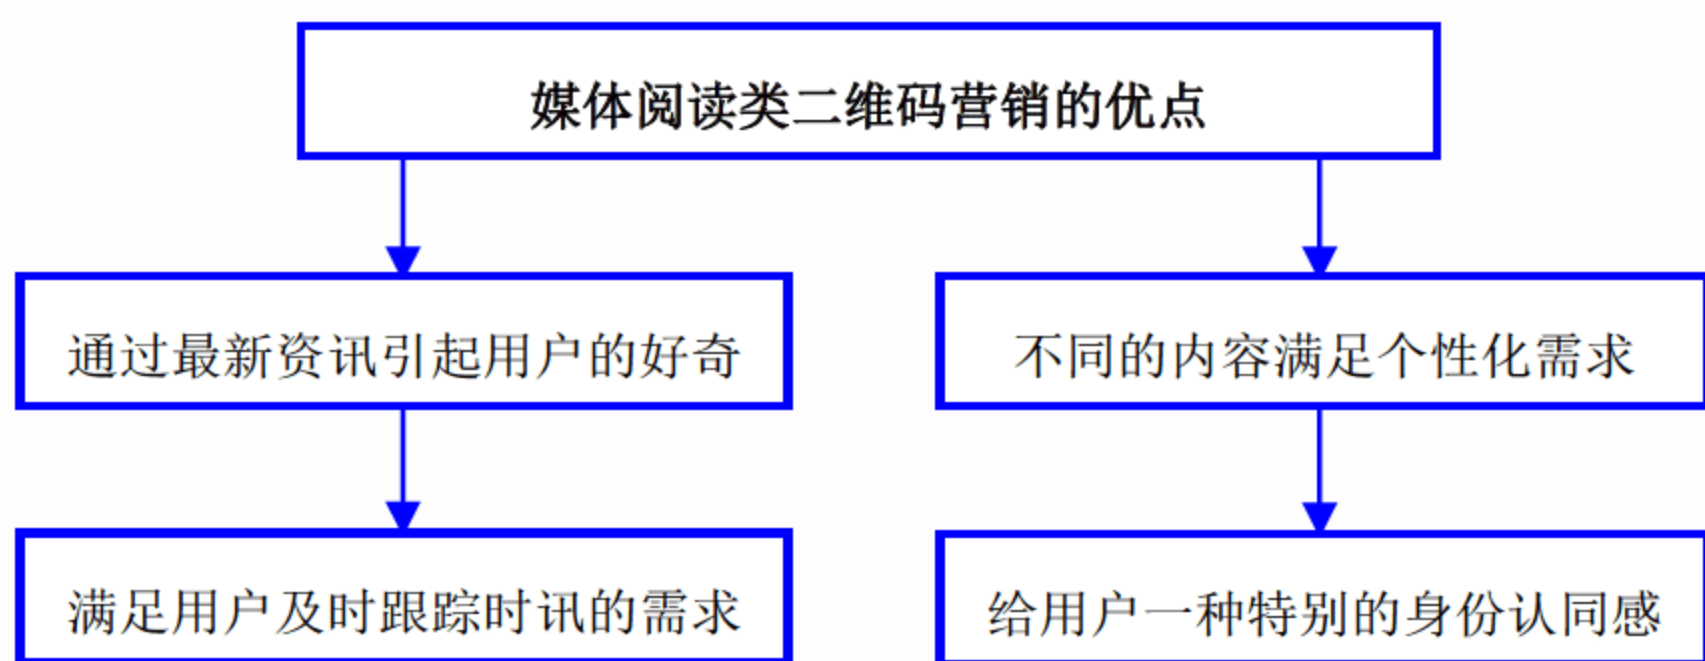 媒体阅读类二维码营销的优点
通过最新资讯引起用户的好奇
不同的内容满足个性化需求
满足用户及时跟踪时讯的需求
给用户一种特别的身份认同感